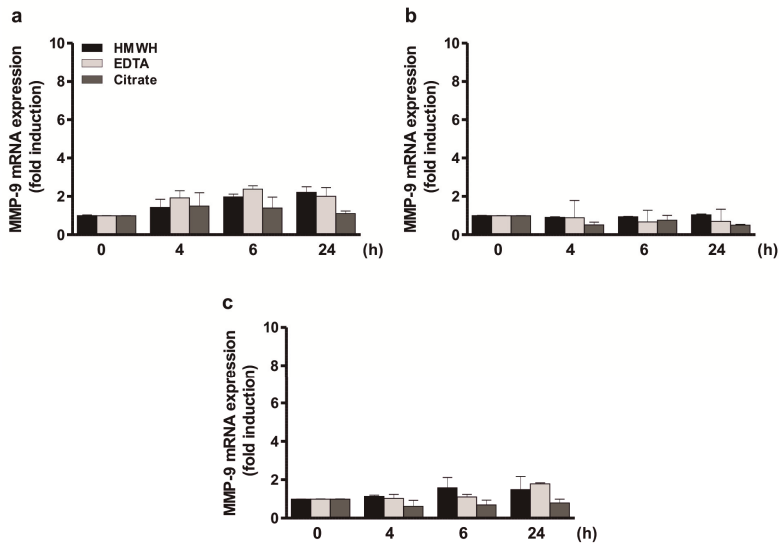 a
MMP-9 mRNA expression
(fold induction)
10
8
6
4
2
0
HMWH
EDTA
Citrate
0 4 6 24 (h)
b
MMP-9 mRNA expression
(fold induction)
10
8
6
4
2
0
0 4 6 24 (h)
c
MMP-9 mRNA expression
(fold induction)
10
8
6
4
2
0
0 4 6 24 (h)